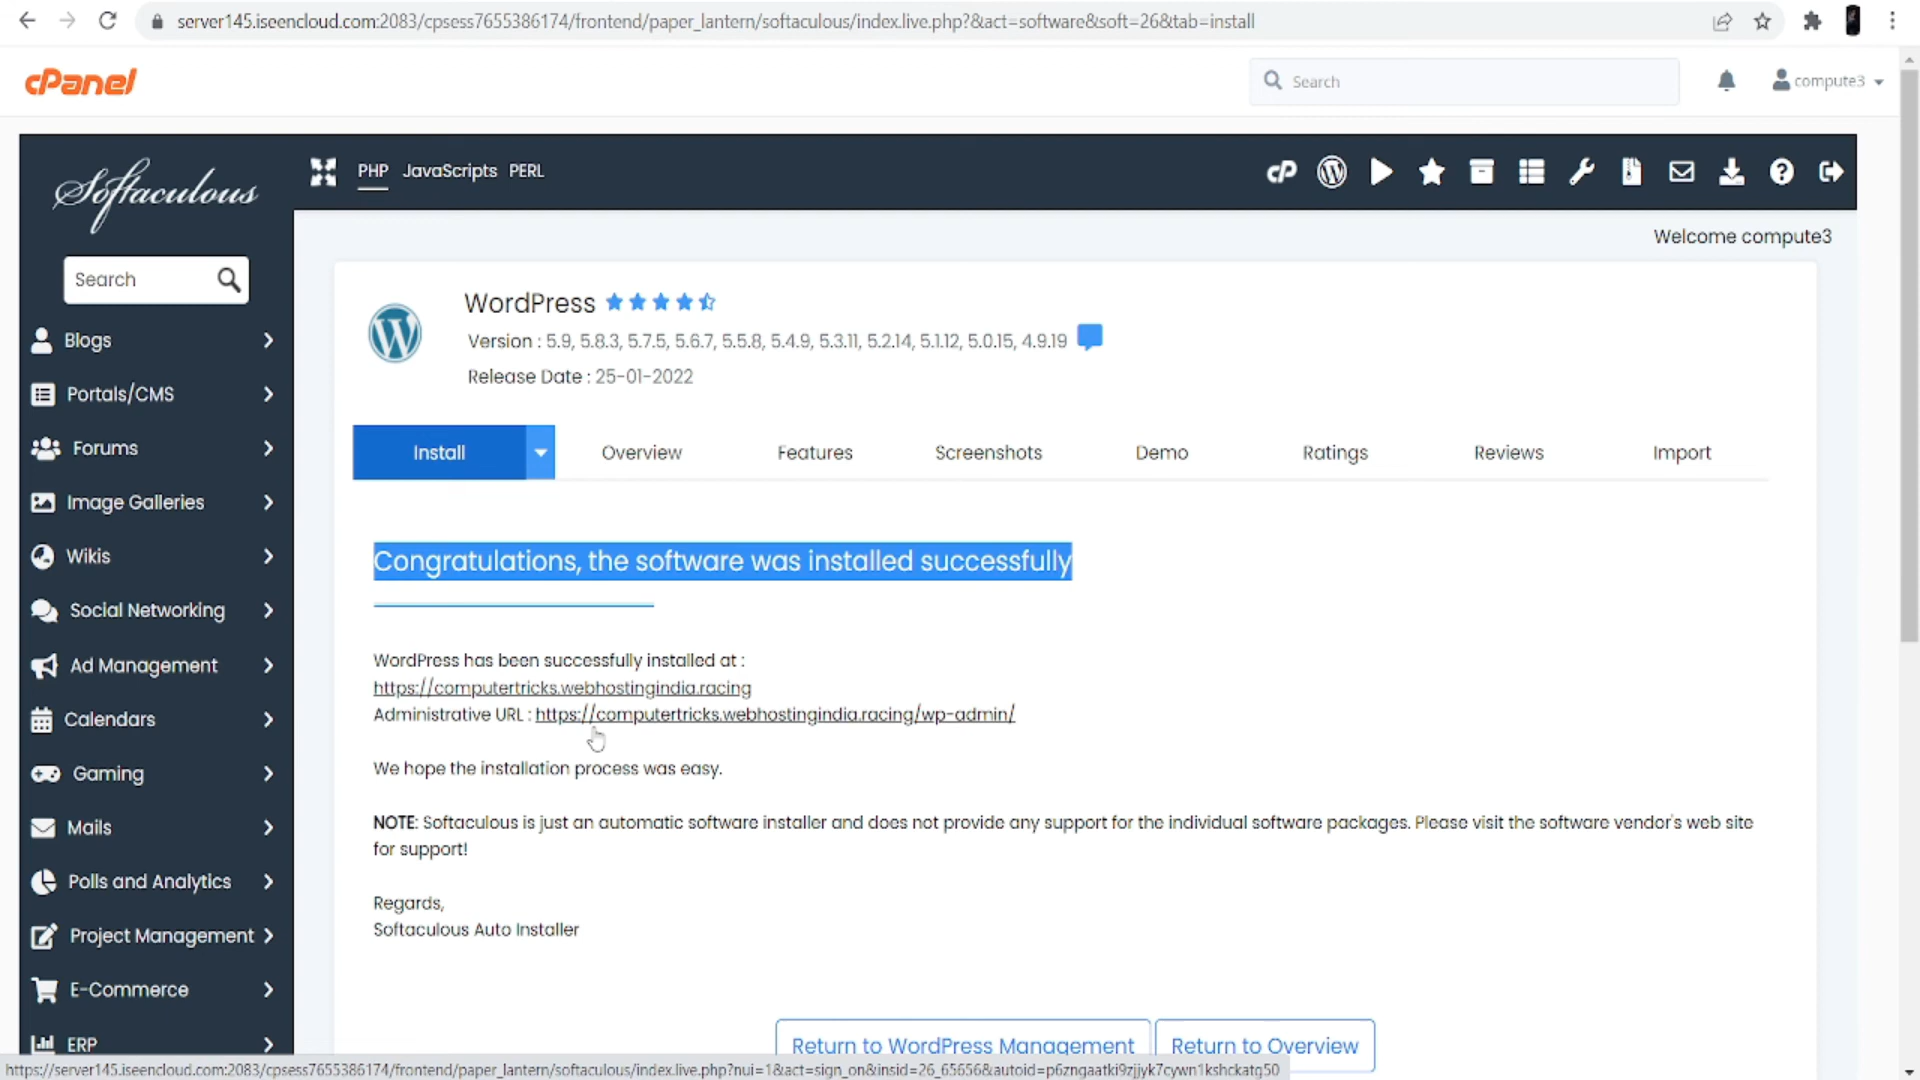 server145.iseencloud.com:2083/cpsess7655386174/frontend/paper_lantern/softaculous/index.live.php?&act=software&soft=26&tab=install
cPanel
Search
compute3
Softaculous
PHP JavaScripts PERL
cP
Welcome compute3
Search
WordPress
Version : 5.9, 5.8.3, 5.7.5, 5.6.7, 5.5.8, 5.4.9, 5.3.11, 5.2.14, 5.1.12, 5.0.15, 4.9.19
Release Date : 25-01-2022
Blogs
Portals/CMS
Forums
Image Galleries
Wikis
Social Networking
Ad Management
Calendars
Gaming
Mails
Polls and Analytics
Project Management
E-Commerce
ERP
Install Overview Features Screenshots Demo Ratings Reviews Import
Congratulations, the software was installed successfully
WordPress has been successfully installed at :
https://computertricks.webhostingindia.racing
Administrative URL : https://computertricks.webhostingindia.racing/wp-admin/
We hope the installation process was easy.
NOTE: Softaculous is just an automatic software installer and does not provide any support for the individual software packages. Please visit the software vendor's web site
for support!
Regards,
Softaculous Auto Installer
Return to WordPress Management Return to Overview
https://server145.iseencloud.com:2083/cpsess7655386174/frontend/paper_lantern/softaculous/index.live.php?nui=1&act=sign_on&insid=26_65656&autoid=p6zngaatki9zjjyk7cywn1kshckatg50